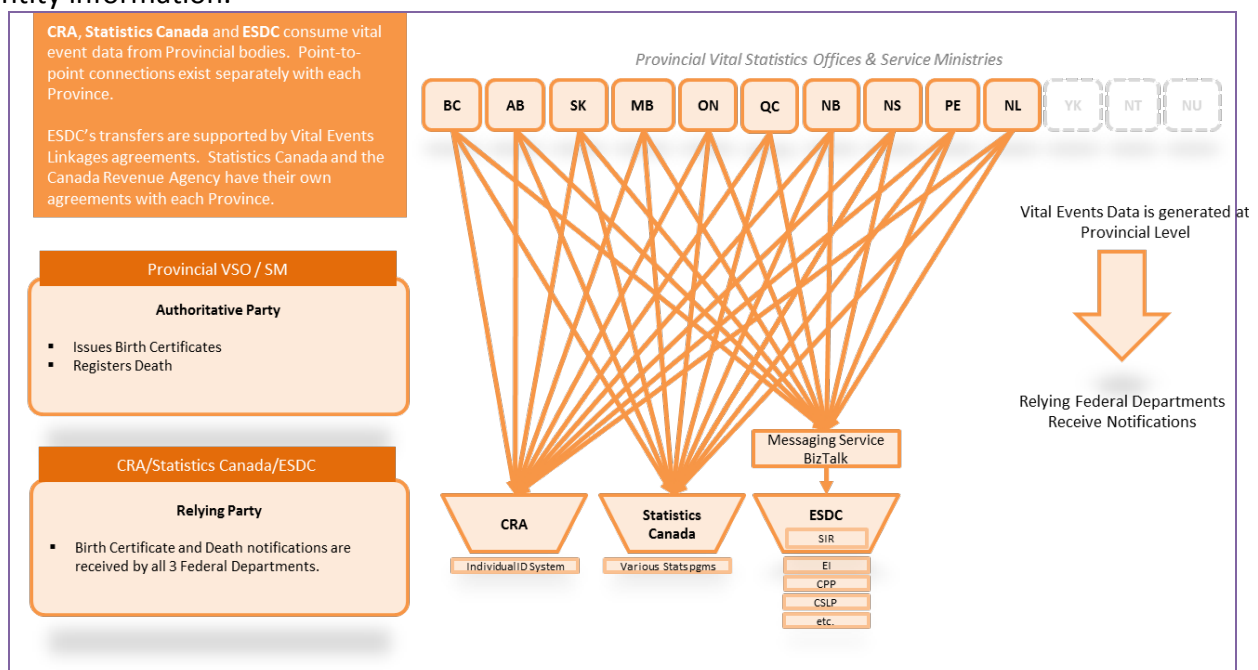 entity information.
CRA, Statistics Canada and ESDC consume vital
event data from Provincial bodies. Point-to-
point connections exist separately with each
Province.
ESDC's transfers are supported by Vital Events
Linkages agreements. Statistics Canada and the
Canada Revenue Agency have their own
agreements with each Province.
Provincial VSO / SM
Authoritative Party
▪ Issues Birth Certificates
▪ Registers Death
CRA/Statistics Canada/ESDC
Relying Party
▪ Birth Certificate and Death notifications are
received by all 3 Federal Departments.
Provincial Vital Statistics Offices & Service Ministries
BC AB SK MB ON QC NB NS PE NL YK NT NU
Messaging Service
BizTalk
CRA
IndividualID System
Statistics
Canada
Various Stats pgms
ESDC
SIR
EI
CPP
CSLP
etc.
Vital Events Data is generated at
Provincial Level
Relying Federal Departments
Receive Notifications